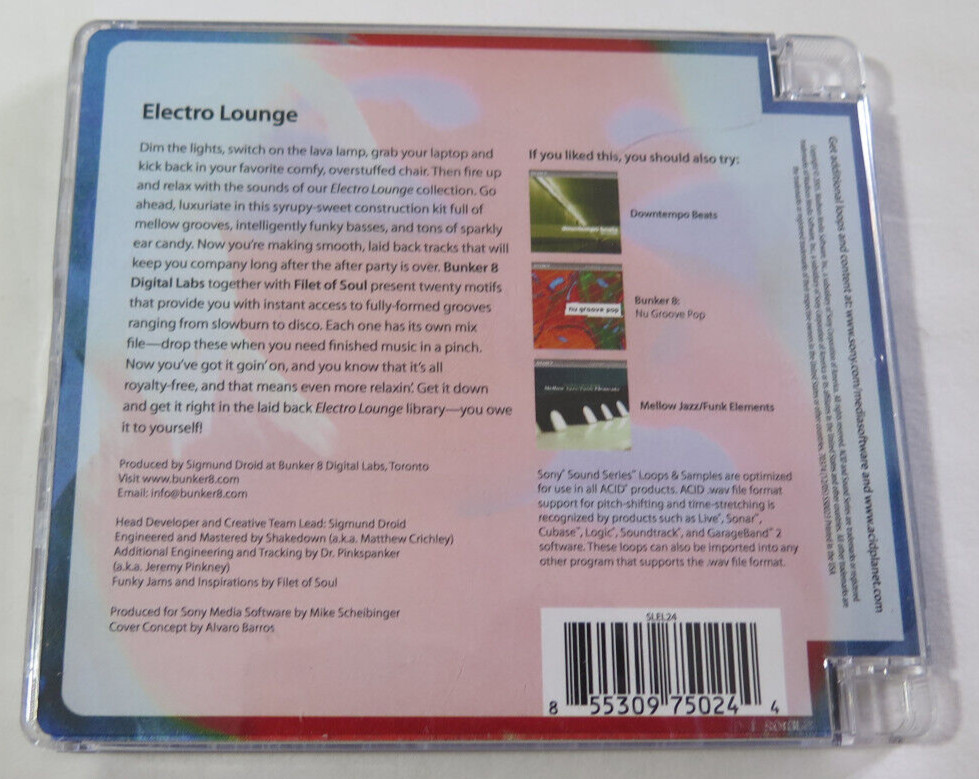 Electro Lounge
Dim the lights, switch on the lava lamp, grab your laptop and
kick back in your favorite comfy, overstuffed chair. Then fire up
and relax with the sounds of our Electro Lounge collection. Go
ahead, luxuriate in this syrupy-sweet construction kit full of
mellow grooves, intelligently funky basses, and tons of sparkly
ear candy. Now you're making smooth, laid back tracks that will
keep you company long after the after party is over. Bunker 8
Digital Labs together with Filet of Soul present twenty motifs
that provide you with instant access to fully-formed grooves
ranging from slowburn to disco. Each one has its own mix
file—drop these when you need finished music in a pinch.
Now you've got it goin' on, and you know that it's all
royalty-free, and that means even more relaxin'. Get it down
and get it right in the laid back Electro Lounge library—you owe
it to yourself!
Produced by Sigmund Droid at Bunker 8 Digital Labs, Toronto
Visit www.bunker8.com
Email: info@bunker8.com
Head Developer and Creative Team Lead: Sigmund Droid
Engineered and Mastered by Shakedown (a.k.a. Matthew Crichley)
Additional Engineering and Tracking by Dr. Pinkspanker
(a.k.a. Jeremy Pinkney)
Funky Jams and Inspirations by Filet of Soul
Produced for Sony Media Software by Mike Scheibinger
Cover Concept by Alvaro Barros
If you liked this, you should also try:
downtempo beats
Downtempo Beats
nu groove pop
Bunker 8:
Nu Groove Pop
Mellow Jazz/Funk Elements
Mellow Jazz/Funk Elements
Sony® Sound Series™ Loops & Samples are optimized
for use in all ACID® products. ACID .wav file format
support for pitch-shifting and time-stretching is
recognized by products such as Live®, Sonar™,
Cubase™, Logic®, Soundtrack®, and GarageBand™ 2
software. These loops can also be imported into any
other program that supports the .wav file format.
SLEL24
8 55309 75024 4
Get additional loops and content at: www.sony.com/mediasoftware and www.acidplanet.com